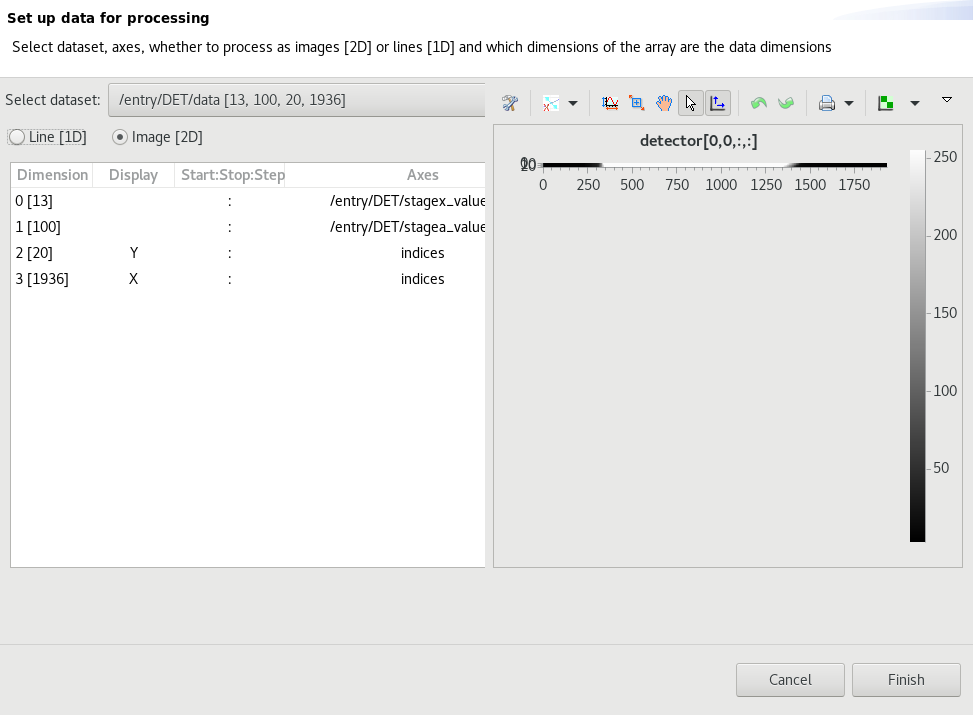 Set up data for processing
Select dataset, axes, whether to process as images [2D] or lines [1D] and which dimensions of the array are the data dimensions
Select dataset: /entry/DET/data [13, 100, 20, 1936]
Line [1D] Image [2D]
Dimension Display Start:Stop:Step Axes
0 [13] : /entry/DET/stagex_value
1 [100] : /entry/DET/stagea_value
2 [20] Y : indices
3 [1936] X : indices
detector[0,0,:,:]
0 250 500 750 1000 1250 1500 1750
250
200
150
100
50
Cancel Finish